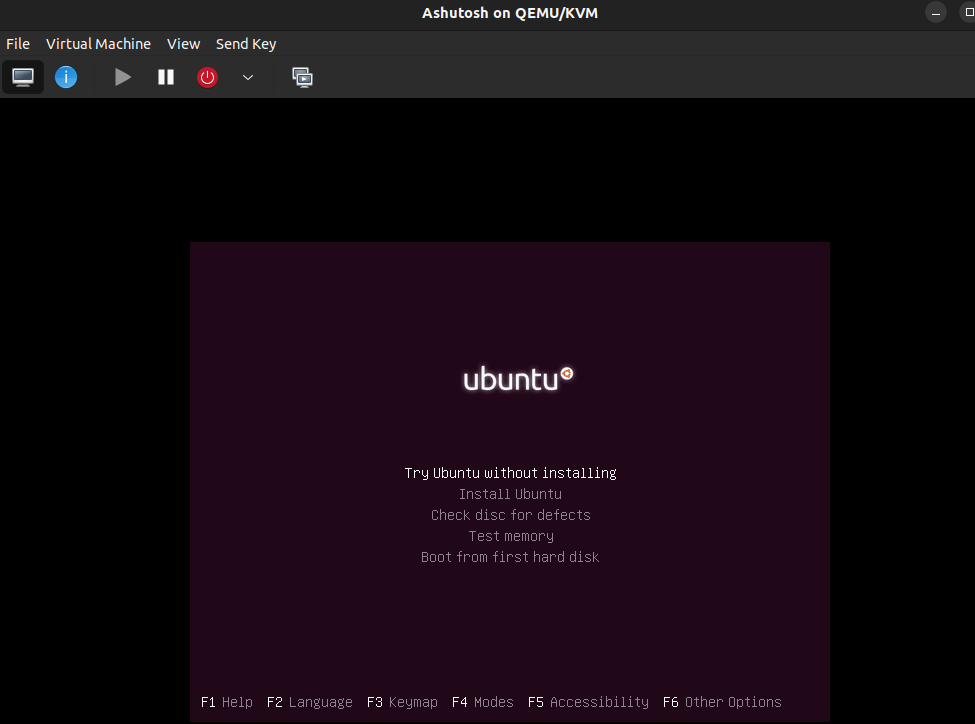 Ashutosh on QEMU/KVM
File Virtual Machine View Send Key
ubuntu
Try Ubuntu without installing
Install Ubuntu
Check disc for defects
Test memory
Boot from first hard disk
F1 Help F2 Language F3 Keymap F4 Modes F5 Accessibility F6 Other Options